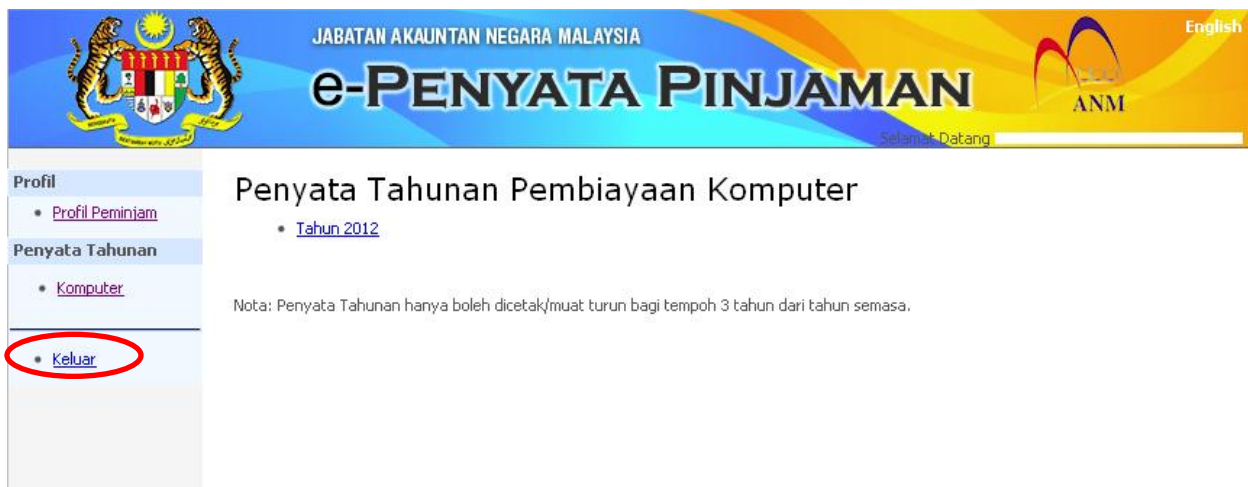 JABATAN AKAUNTAN NEGARA MALAYSIA
English
e-PENYATA PINJAMAN
ANM
Selamat Datang
Profil
Profil Peminjam
Penyata Tahunan
Komputer
Keluar
Penyata Tahunan Pembiayaan Komputer
Tahun 2012
Nota: Penyata Tahunan hanya boleh dicetak/muat turun bagi tempoh 3 tahun dari tahun semasa.